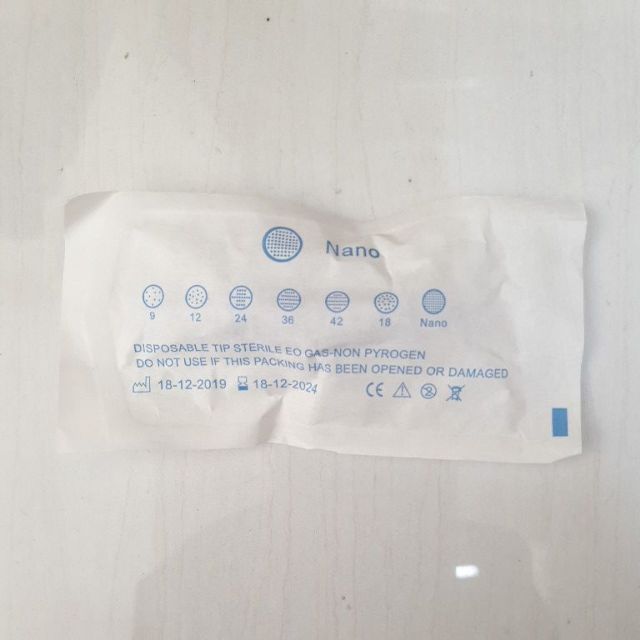 Nano
9 12 24 36 42 18 Nano
DISPOSABLE TIP STERILE EO GAS-NON PYROGEN
DO NOT USE IF THIS PACKING HAS BEEN OPENED OR DAMAGED
18-12-2019 18-12-2024 CE